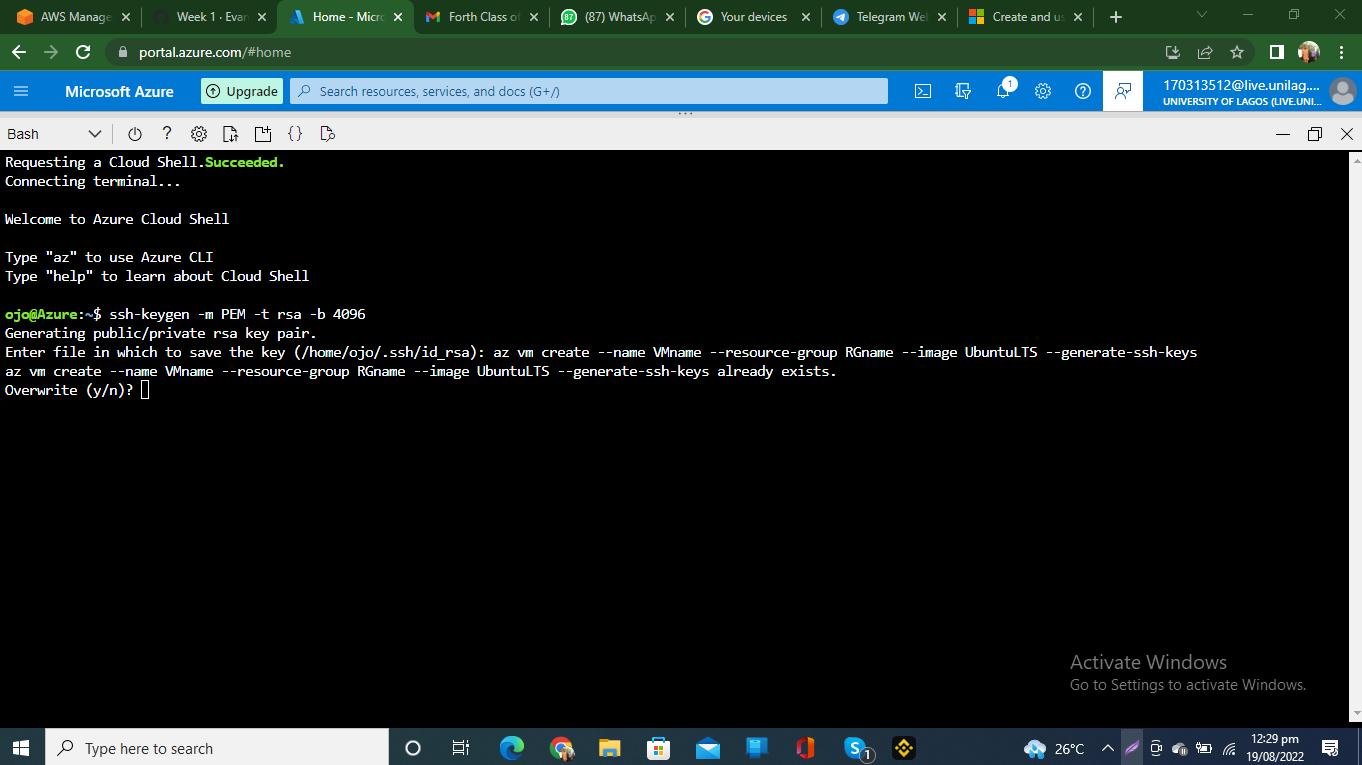 AWS Manage
Week 1 · Evan
Home - Micro
Forth Class of
(87) WhatsAp
Your devices
Telegram Wel
Create and us
portal.azure.com/#home
Microsoft Azure
Upgrade
Search resources, services, and docs (G+/)
1
170313512@live.unilag....
UNIVERSITY OF LAGOS (LIVE.UNI...
Bash
Requesting a Cloud Shell.Succeeded.
Connecting terminal...
Welcome to Azure Cloud Shell
Type "az" to use Azure CLI
Type "help" to learn about Cloud Shell
ojo@Azure:~$ ssh-keygen -m PEM -t rsa -b 4096
Generating public/private rsa key pair.
Enter file in which to save the key (/home/ojo/.ssh/id_rsa): az vm create --name VMname --resource-group RGname --image UbuntuLTS --generate-ssh-keys
az vm create --name VMname --resource-group RGname --image UbuntuLTS --generate-ssh-keys already exists.
Overwrite (y/n)?
Activate Windows
Go to Settings to activate Windows.
Type here to search
1
26°C
12:29 pm
19/08/2022